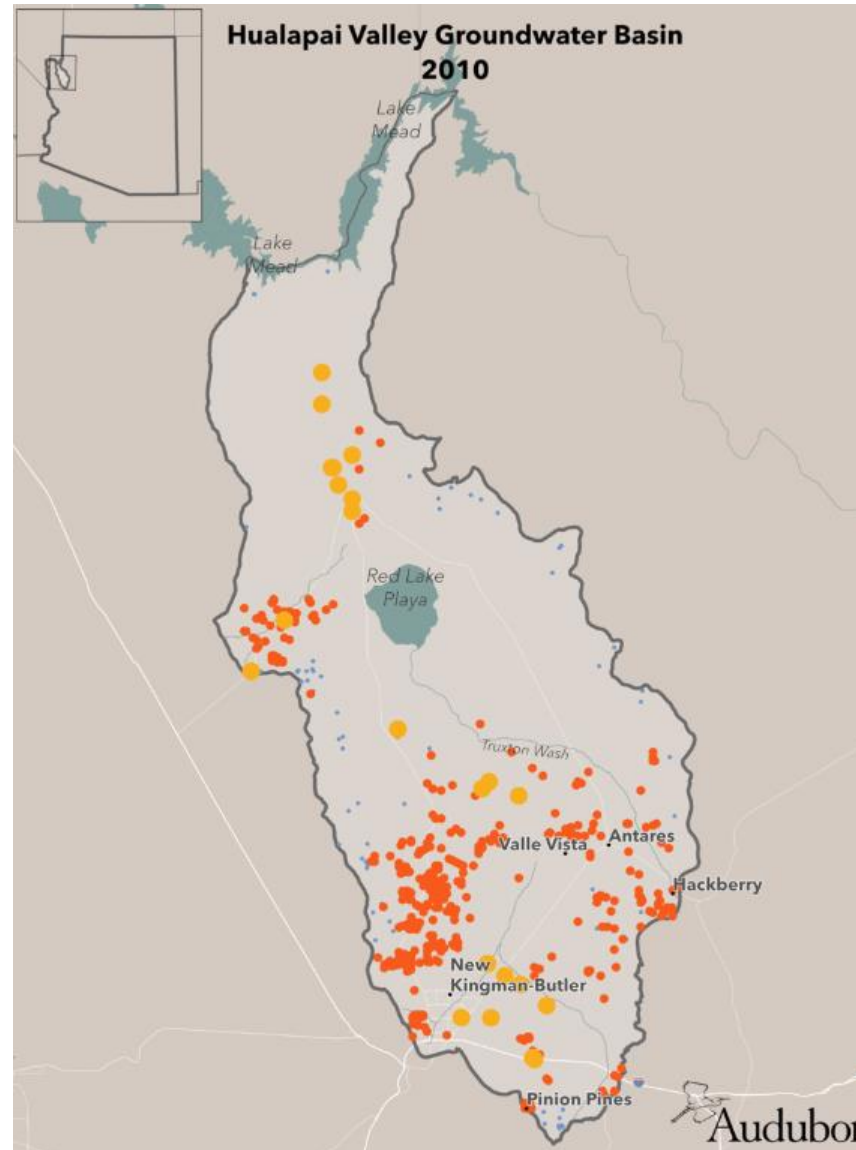 Hualapai Valley Groundwater Basin
2010
Lake
Mead
Lake
Mead
Red Lake
Playa
Truxton Wash
Valle Vista
Antares
Hackberry
New
Kingman-Butler
Pinion Pines
Audubon